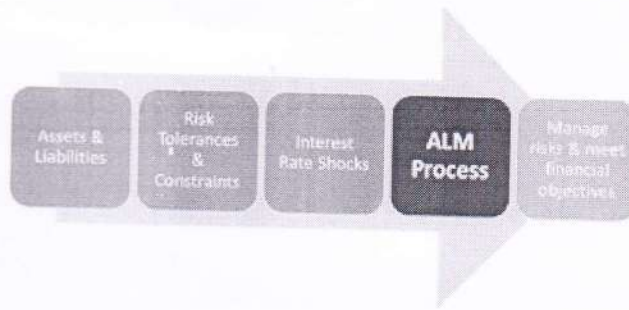 Assets &
Liabilities
Risk
Tolerances
&
Constraints
Interest
Rate Shocks
ALM
Process
Manage
risks & meet
financial
objectives